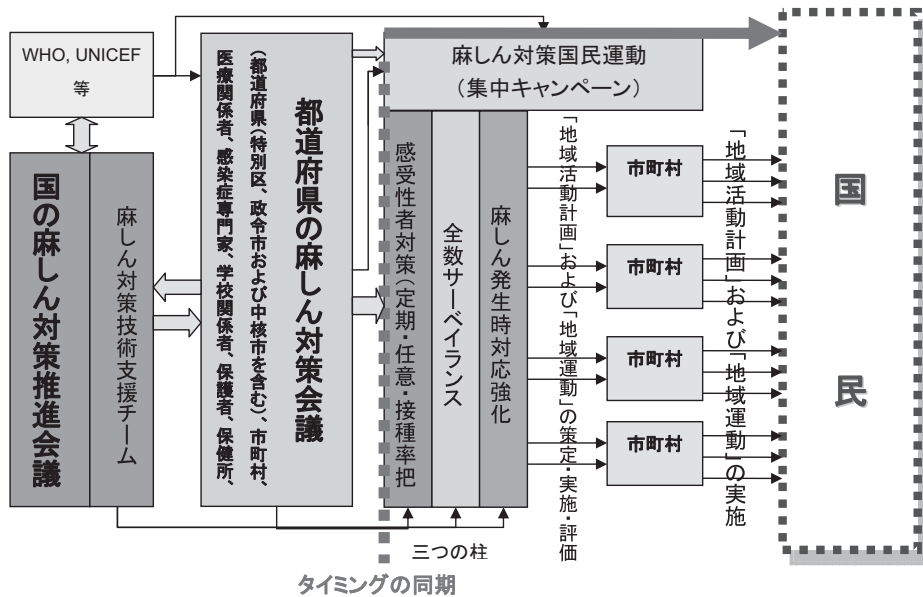 WHO, UNICEF
等
国の麻しん対策推進会議
麻しん対策技術支援チーム
都道府県の麻しん対策会議
(都道府県(特別区、政令市および中核市を含む)、市町村、
医療関係者、感染症専門家、学校関係者、保護者、保健所、
麻しん対策国民運動
(集中キャンペーン)
感受性者対策(定期・任意・接種率把
全数サーベイランス
麻しん発生時対応強化
三つの柱
タイミングの同期
「地域活動計画」および「地域運動」の策定・実施・評価
市町村
市町村
市町村
市町村
「地域活動計画」および「地域運動」の実施
国
民